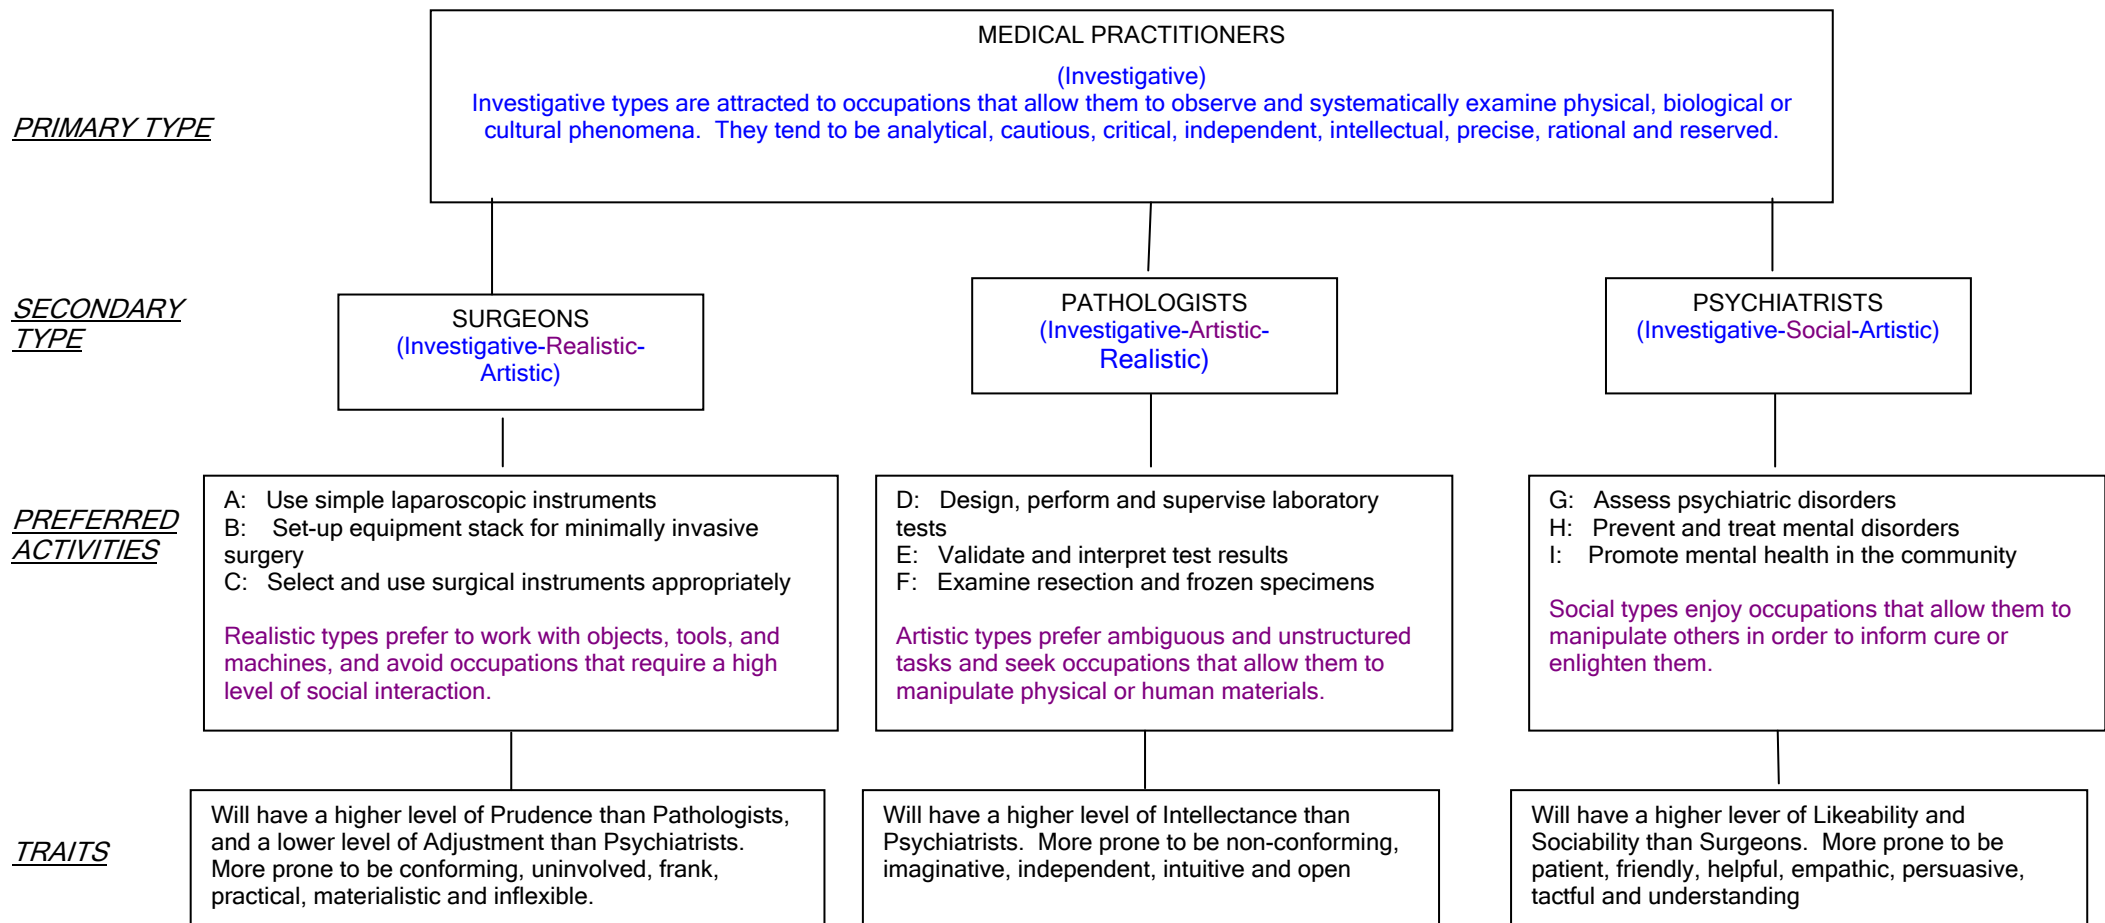 MEDICAL PRACTITIONERS
(Investigative)
Investigative types are attracted to occupations that allow them to observe and systematically examine physical, biological or
cultural phenomena.  They tend to be analytical, cautious, critical, independent, intellectual, precise, rational and reserved.
PRIMARY TYPE
SECONDARY
TYPE
SURGEONS
(Investigative-Realistic-
Artistic)
PATHOLOGISTS
(Investigative-Artistic-
Realistic)
PSYCHIATRISTS
(Investigative-Social-Artistic)
PREFERRED
ACTIVITIES
A:   Use simple laparoscopic instruments
B:    Set-up equipment stack for minimally invasive
surgery
C:   Select and use surgical instruments appropriately
Realistic types prefer to work with objects, tools, and
machines, and avoid occupations that require a high
level of social interaction.
D:   Design, perform and supervise laboratory
tests
E:   Validate and interpret test results
F:   Examine resection and frozen specimens
Artistic types prefer ambiguous and unstructured
tasks and seek occupations that allow them to
manipulate physical or human materials.
G:   Assess psychiatric disorders
H:   Prevent and treat mental disorders
I:    Promote mental health in the community
Social types enjoy occupations that allow them to
manipulate others in order to inform cure or
enlighten them.
TRAITS
Will have a higher level of Prudence than Pathologists,
and a lower level of Adjustment than Psychiatrists.
More prone to be conforming, uninvolved, frank,
practical, materialistic and inflexible.
Will have a higher level of Intellectance than
Psychiatrists.  More prone to be non-conforming,
imaginative, independent, intuitive and open
Will have a higher lever of Likeability and
Sociability than Surgeons.  More prone to be
patient, friendly, helpful, empathic, persuasive,
tactful and understanding